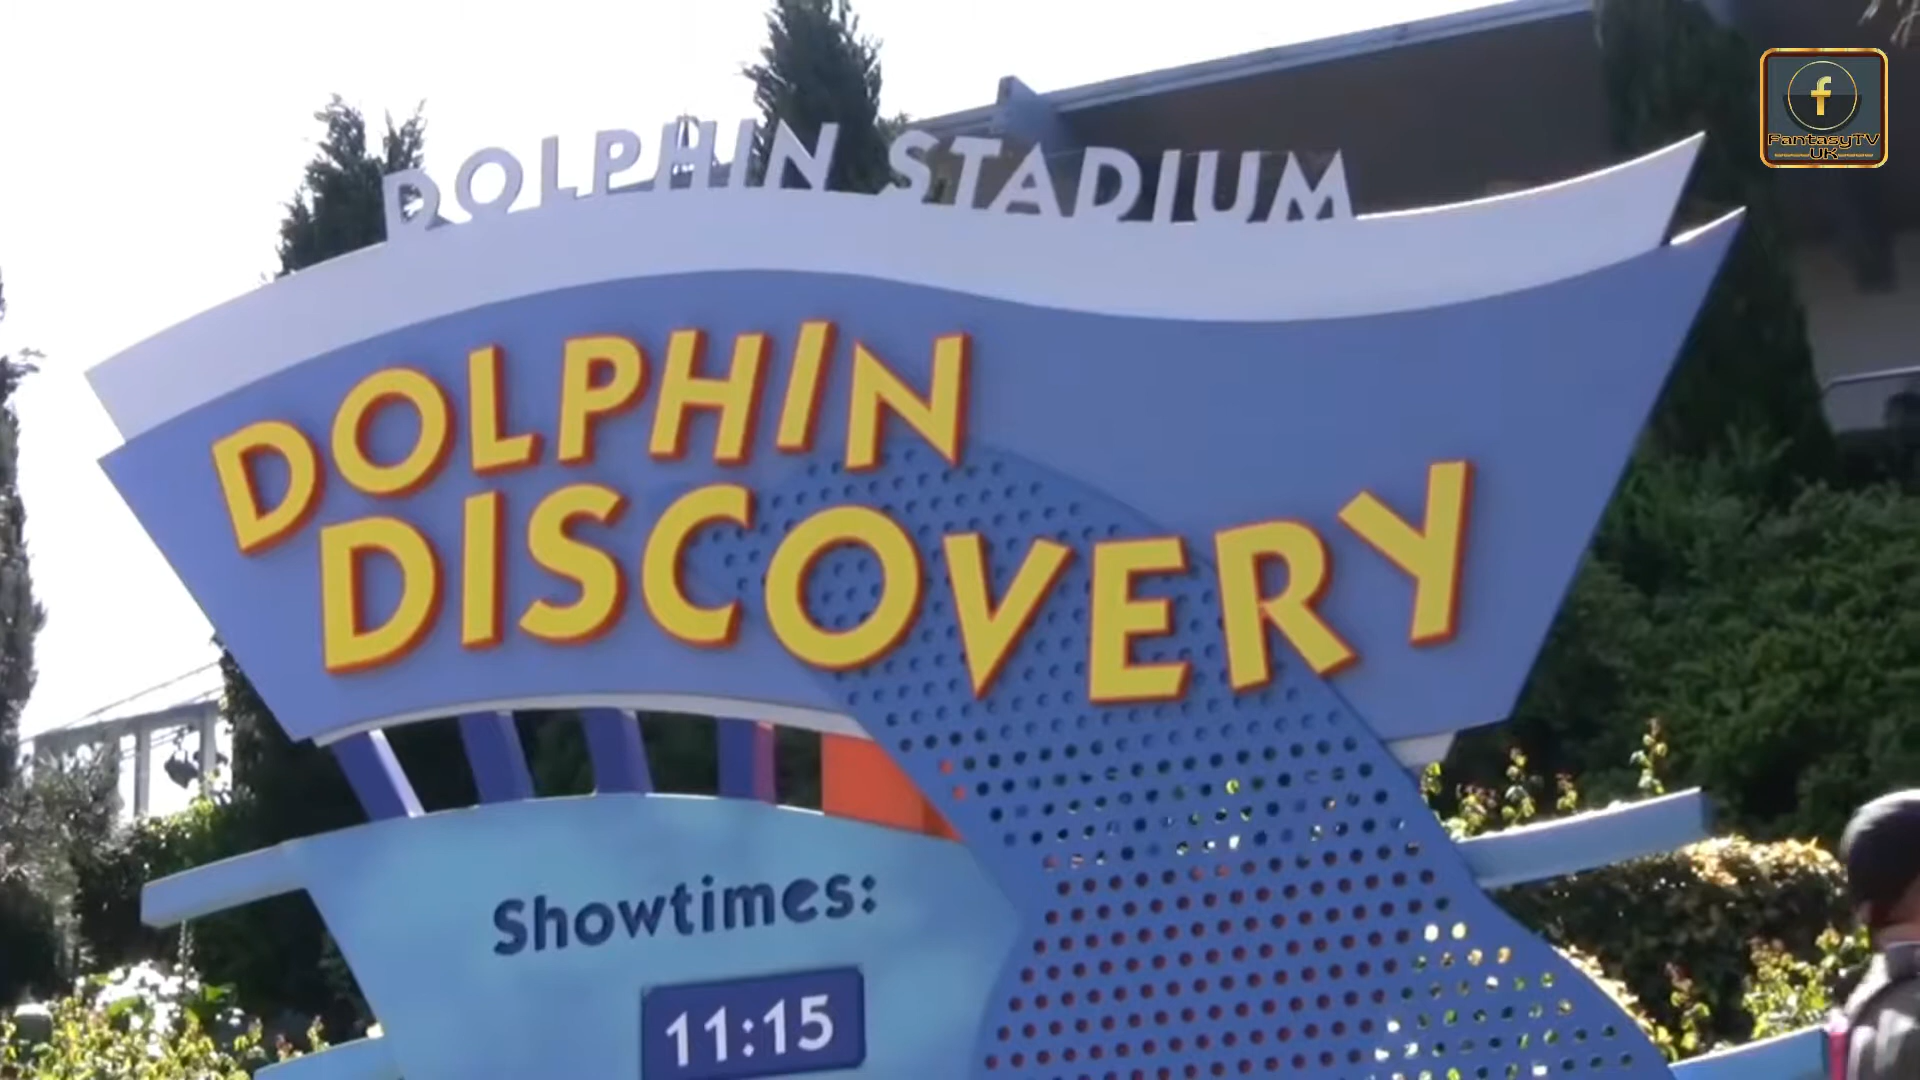 DOLPHIN STADIUM
DOLPHIN
DISCOVERY
Showtimes:
11:15
f
FantasyTV
UK